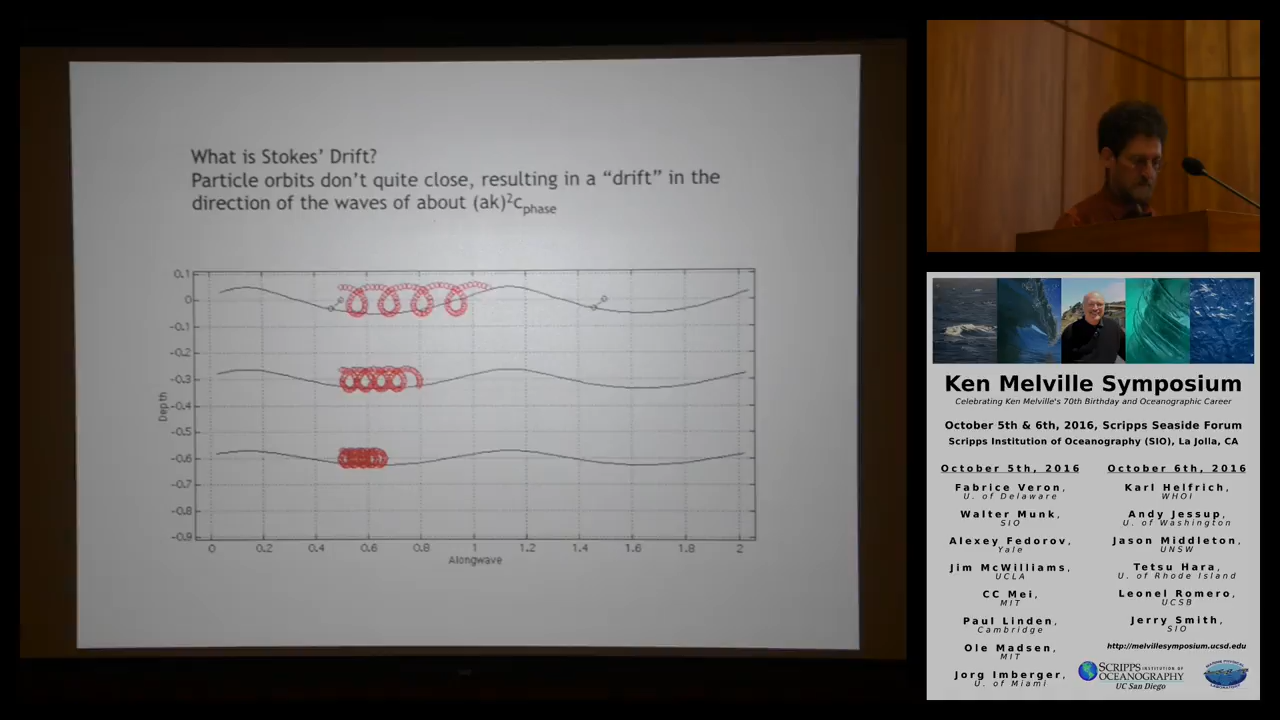 What is Stokes' Drift?
Particle orbits don't quite close, resulting in a “drift” in the
direction of the waves of about (ak)²cphase
0.1
0
-0.1
-0.2
-0.3
-0.4
-0.5
-0.6
-0.7
-0.8
-0.9
Depth
0 0.2 0.4 0.6 0.8 1 1.2 1.4 1.6 1.8 2
Alongwave
Ken Melville Symposium
Celebrating Ken Melville's 70th Birthday and Oceanographic Career
October 5th & 6th, 2016, Scripps Seaside Forum
Scripps Institution of Oceanography (SIO), La Jolla, CA
October 5th, 2016
Fabrice Veron,
U. of Delaware
Walter Munk,
SIO
Alexey Fedorov,
Yale
Jim McWilliams,
UCLA
CC Mei,
MIT
Paul Linden,
Cambridge
Ole Madsen,
MIT
Jorg Imberger,
U. of Miami
October 6th, 2016
Karl Helfrich,
WHOI
Andy Jessup,
U. of Washington
Jason Middleton,
UNSW
Tetsu Hara,
U. of Rhode Island
Leonel Romero,
UCSB
Jerry Smith,
SIO
http://melvillesymposium.ucsd.edu
SCRIPPS INSTITUTION OF
OCEANOGRAPHY
UC San Diego